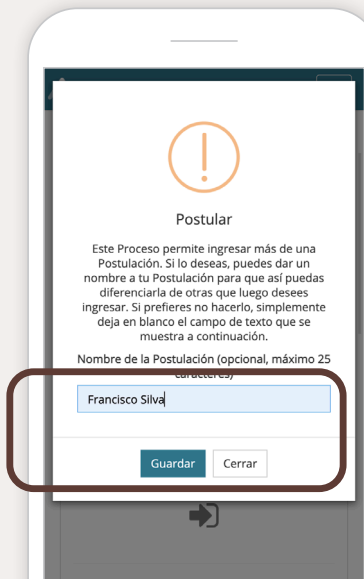 Postular
Este Proceso permite ingresar más de una
Postulación. Si lo deseas, puedes dar un
nombre a tu Postulación para que así puedas
diferenciarla de otras que luego desees
ingresar. Si prefieres no hacerlo, simplemente
deja en blanco el campo de texto que se
muestra a continuación.
Nombre de la Postulación (opcional, máximo 25
caracteres)
Francisco Silva
Guardar Cerrar